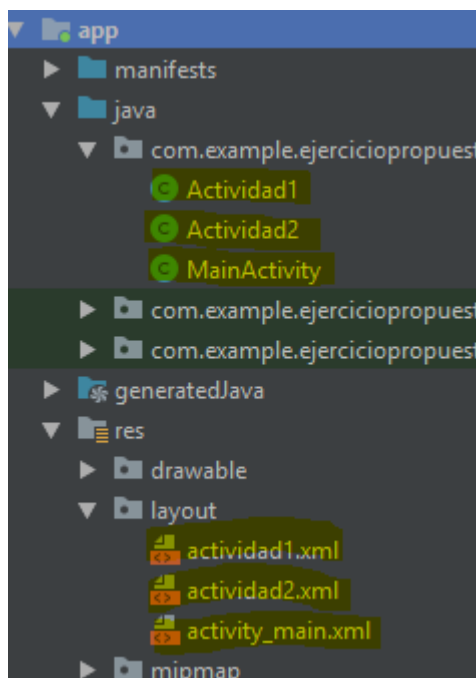 app
manifests
java
com.example.ejerciciopropuest
Actividad1
Actividad2
MainActivity
com.example.ejerciciopropuest
com.example.ejerciciopropuest
generatedJava
res
drawable
layout
actividad1.xml
actividad2.xml
activity_main.xml
mipmap